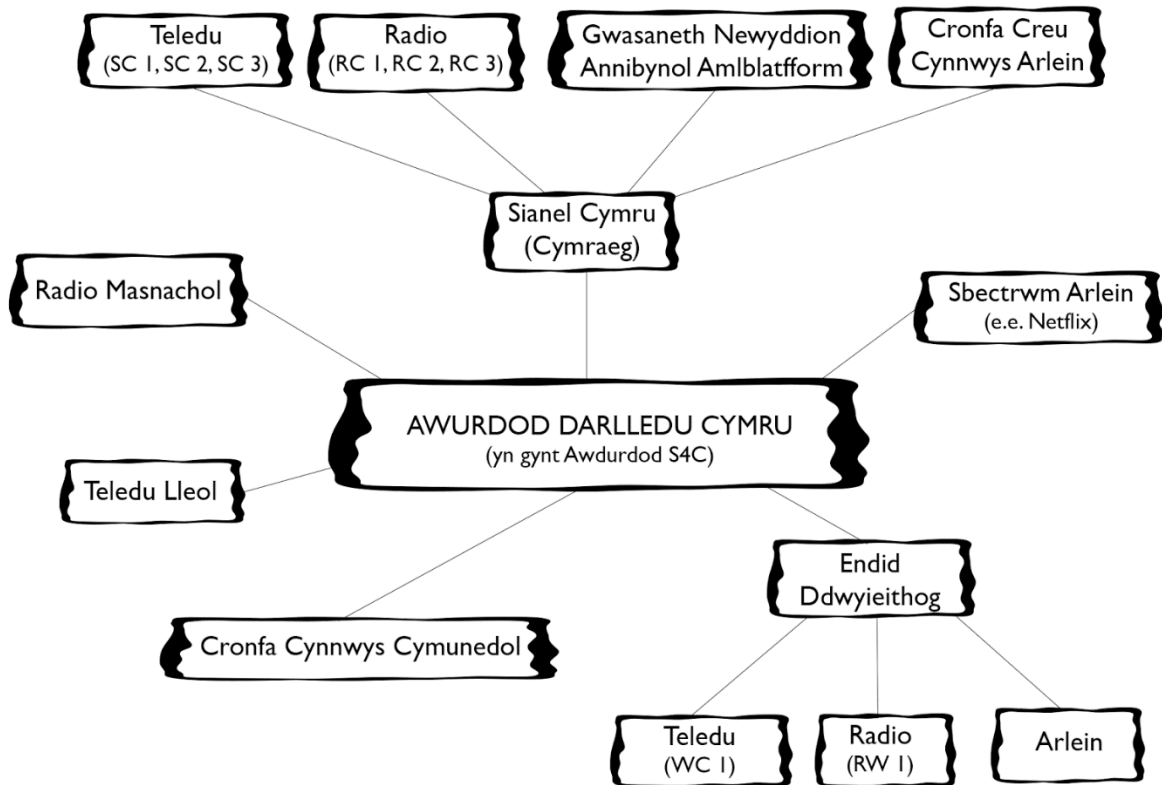 Teledu
(SC 1, SC 2, SC 3)
Radio
(RC 1, RC 2, RC 3)
Gwasaneth Newyddion
Annibynol Amlblatfform
Cronfa Creu
Cynnwys Arlein
Sianel Cymru
(Cymraeg)
Radio Masnachol
Sbectrwm Arlein
(e.e. Netflix)
AWURDOD DARLLEDU CYMRU
(yn gynt Awdurdod S4C)
Teledu Lleol
Endid
Ddwyieithog
Cronfa Cynnwys Cymunedol
Teledu
(WC 1)
Radio
(RW 1)
Arlein